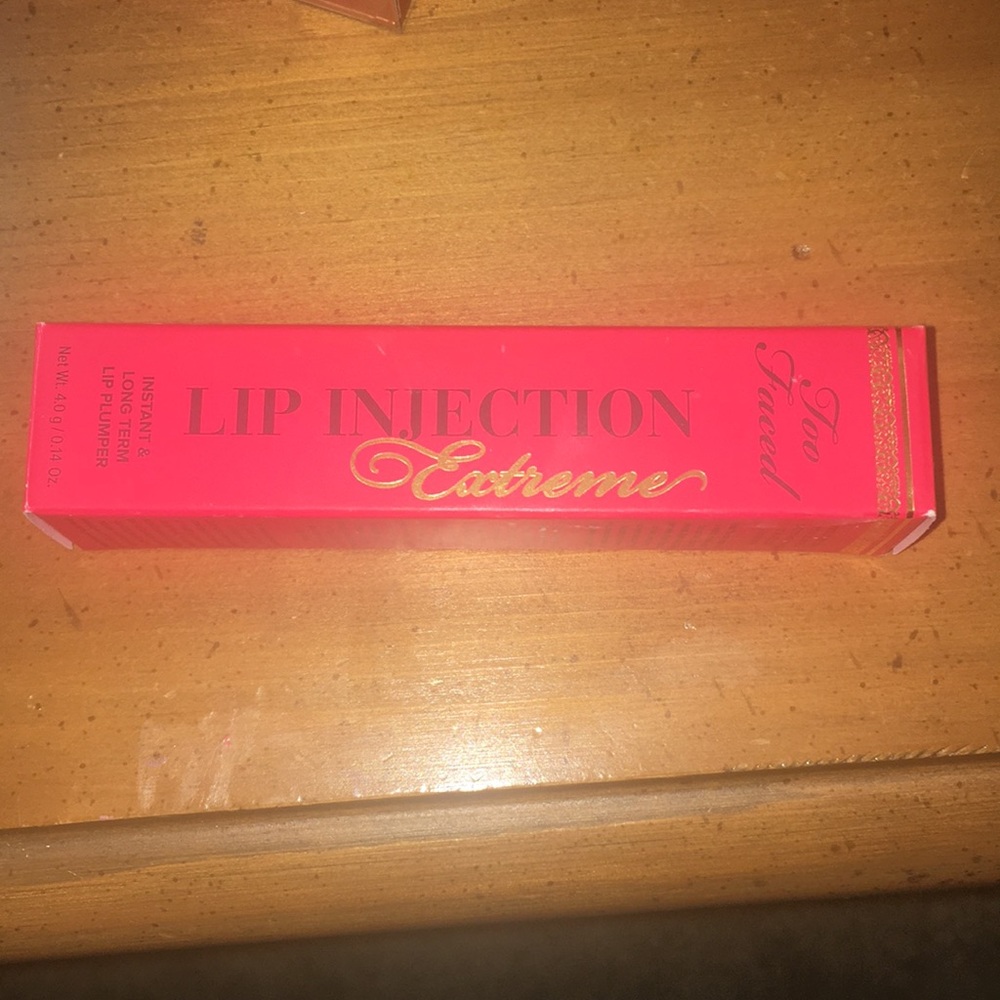 Too
Faced
LIP INJECTION
Extreme
INSTANT &
LONG TERM
LIP PLUMPER
Net Wt. 4.0 g / 0.14 Oz.